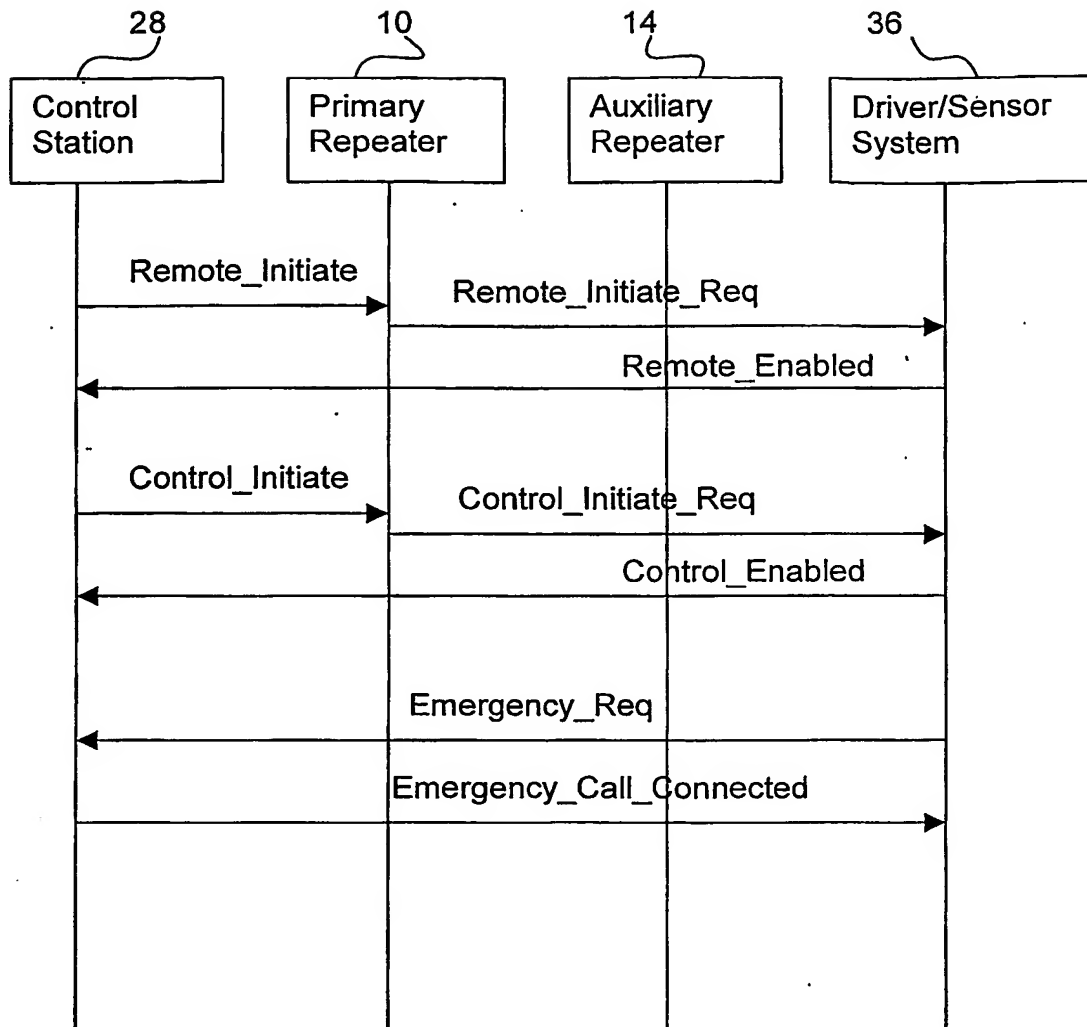 28
10
14
36
Control
Station
Primary
Repeater
Auxiliary
Repeater
Driver/Sensor
System
Remote_Initiate
Remote_Initiate_Req
Remote_Enabled
Control_Initiate
Control_Initiate_Req
Control_Enabled
Emergency_Req
Emergency_Call_Connected